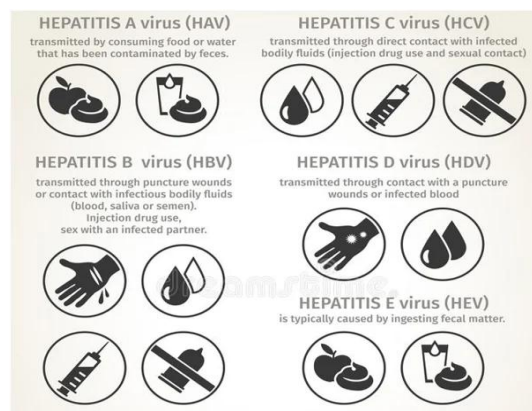 HEPATITIS A virus (HAV)
transmitted by consuming food or water
that has been contaminated by feces.
HEPATITIS B virus (HBV)
transmitted through puncture wounds
or contact with infectious bodily fluids
(blood, saliva or semen).
Injection drug use,
sex with an infected partner.
HEPATITIS C virus (HCV)
transmitted through direct contact with infected
bodily fluids (injection drug use and sexual contact)
HEPATITIS D virus (HDV)
transmitted through contact with a puncture
wounds or infected blood
HEPATITIS E virus (HEV)
is typically caused by ingesting fecal matter.
dreamstime.